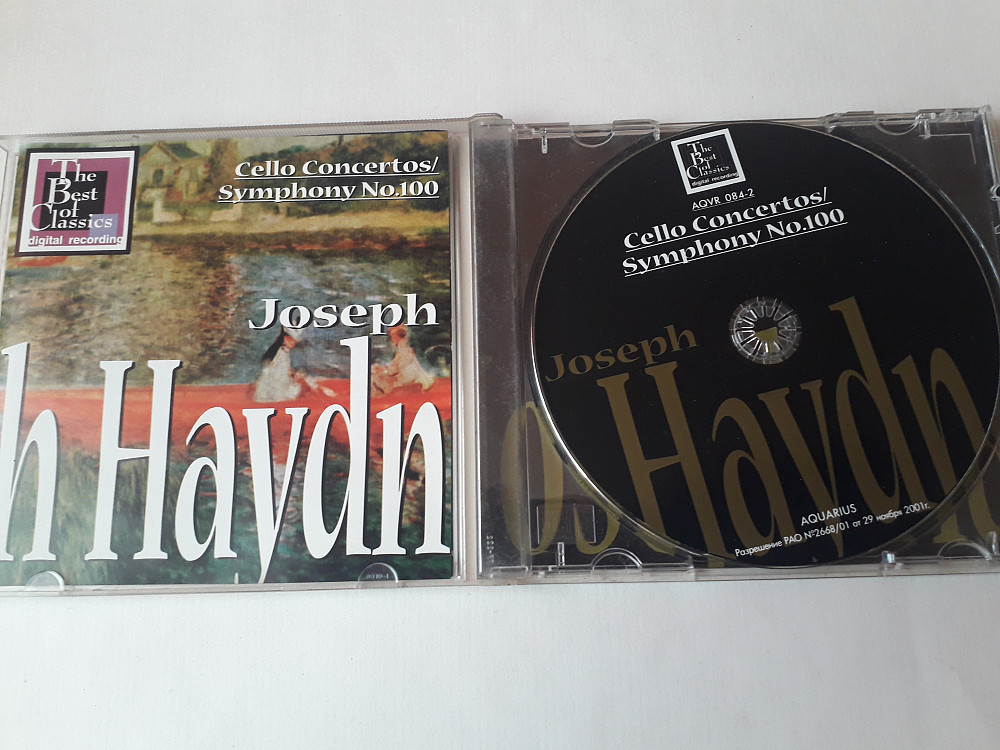 The
Best
of
Classics
digital recording
Cello Concertos/
Symphony No.100
Joseph
h Haydn
The
Best
of
Classics
digital recording
AQVR 084-2
Cello Concertos/
Symphony No.100
Joseph
os Haydn
AQUARIUS
Разрешение РАО №2668/01 от 29 ноября 2001г.